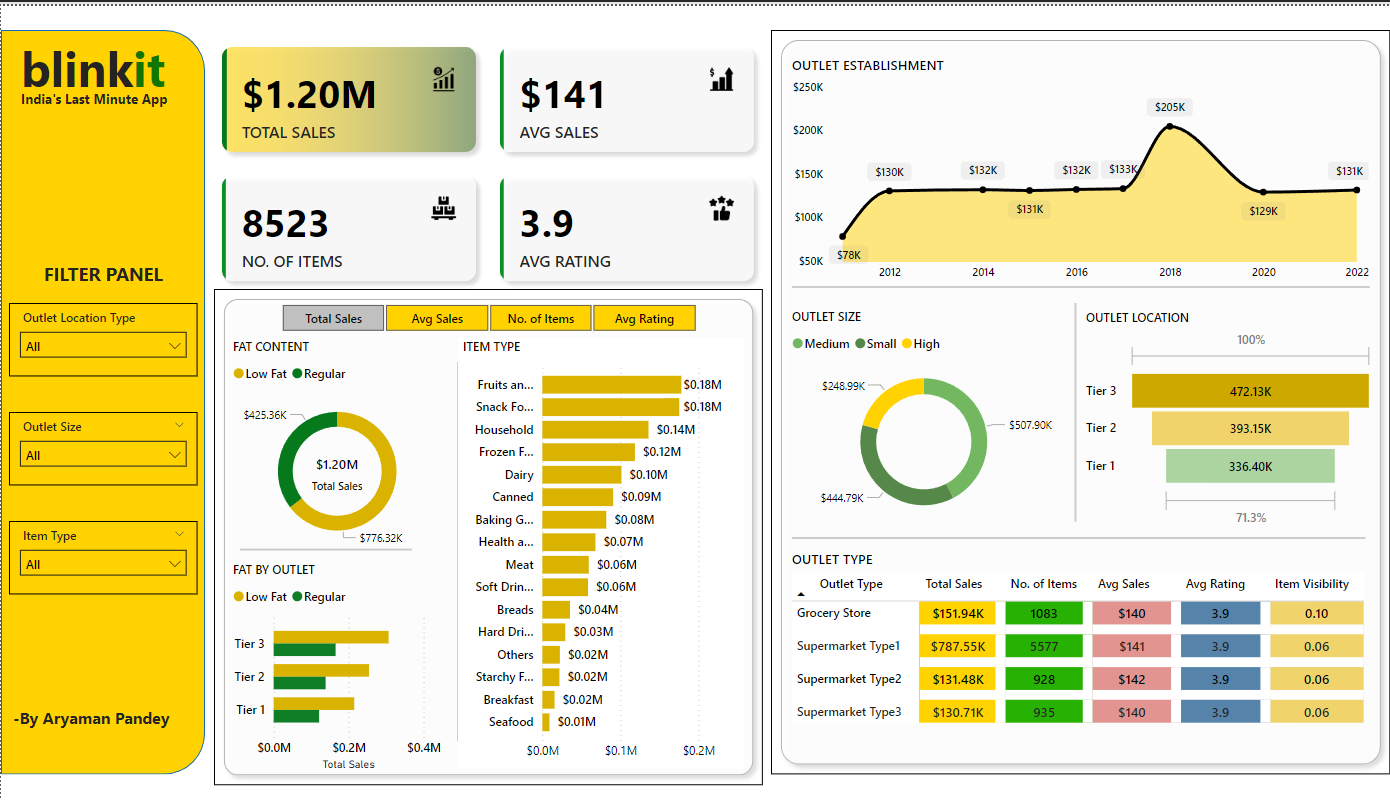 blinkit
India's Last Minute App
FILTER PANEL
Outlet Location Type
All
Outlet Size
All
Item Type
All
-By Aryaman Pandey
$1.20M
TOTAL SALES
$141
AVG SALES
8523
NO. OF ITEMS
3.9
AVG RATING
Total Sales Avg Sales No. of Items Avg Rating
FAT CONTENT
Low Fat Regular
$425.36K
$1.20M
Total Sales
$776.32K
FAT BY OUTLET
Low Fat Regular
Tier 3
Tier 2
Tier 1
$0.0M $0.2M $0.4M
Total Sales
ITEM TYPE
Fruits an... $0.18M
Snack Fo... $0.18M
Household $0.14M
Frozen F... $0.12M
Dairy $0.10M
Canned $0.09M
Baking G... $0.08M
Health a... $0.07M
Meat $0.06M
Soft Drin... $0.06M
Breads $0.04M
Hard Dri... $0.03M
Others $0.02M
Starchy F... $0.02M
Breakfast $0.02M
Seafood $0.01M
$0.0M $0.1M $0.2M
OUTLET ESTABLISHMENT
$250K
$200K
$150K
$100K
$50K
$78K
$130K
$132K
$131K
$132K
$133K
$205K
$129K
$131K
2012 2014 2016 2018 2020 2022
OUTLET SIZE
Medium Small High
$248.99K
$507.90K
$444.79K
OUTLET LOCATION
100%
Tier 3 472.13K
Tier 2 393.15K
Tier 1 336.40K
71.3%
OUTLET TYPE
Outlet Type Total Sales No. of Items Avg Sales Avg Rating Item Visibility
Grocery Store $151.94K 1083 $140 3.9 0.10
Supermarket Type1 $787.55K 5577 $141 3.9 0.06
Supermarket Type2 $131.48K 928 $142 3.9 0.06
Supermarket Type3 $130.71K 935 $140 3.9 0.06